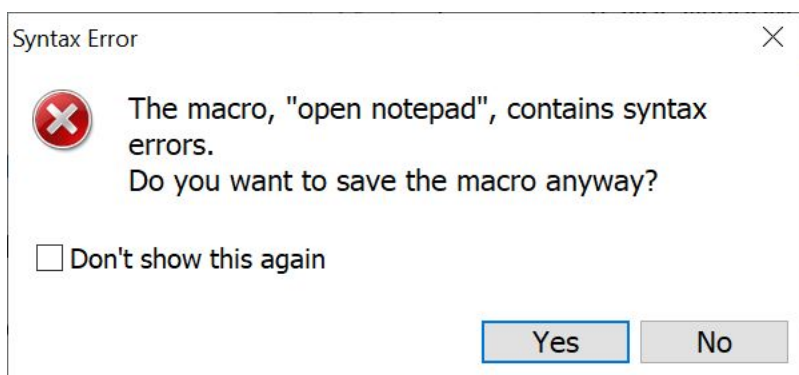 Syntax Error
The macro, "open notepad", contains syntax
errors.
Do you want to save the macro anyway?
Don't show this again
Yes
No